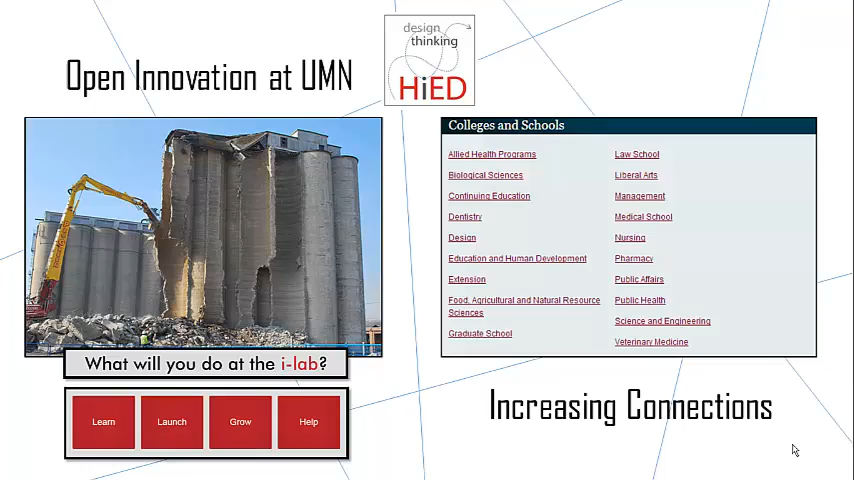 design
thinking
HiED
Open Innovation at UMN
Colleges and Schools
Allied Health Programs
Biological Sciences
Continuing Education
Dentistry
Design
Education and Human Development
Extension
Food, Agricultural and Natural Resource
Sciences
Graduate School
Law School
Liberal Arts
Management
Medical School
Nursing
Pharmacy
Public Affairs
Public Health
Science and Engineering
Veterinary Medicine
What will you do at the i-lab?
Learn
Launch
Grow
Help
Increasing Connections